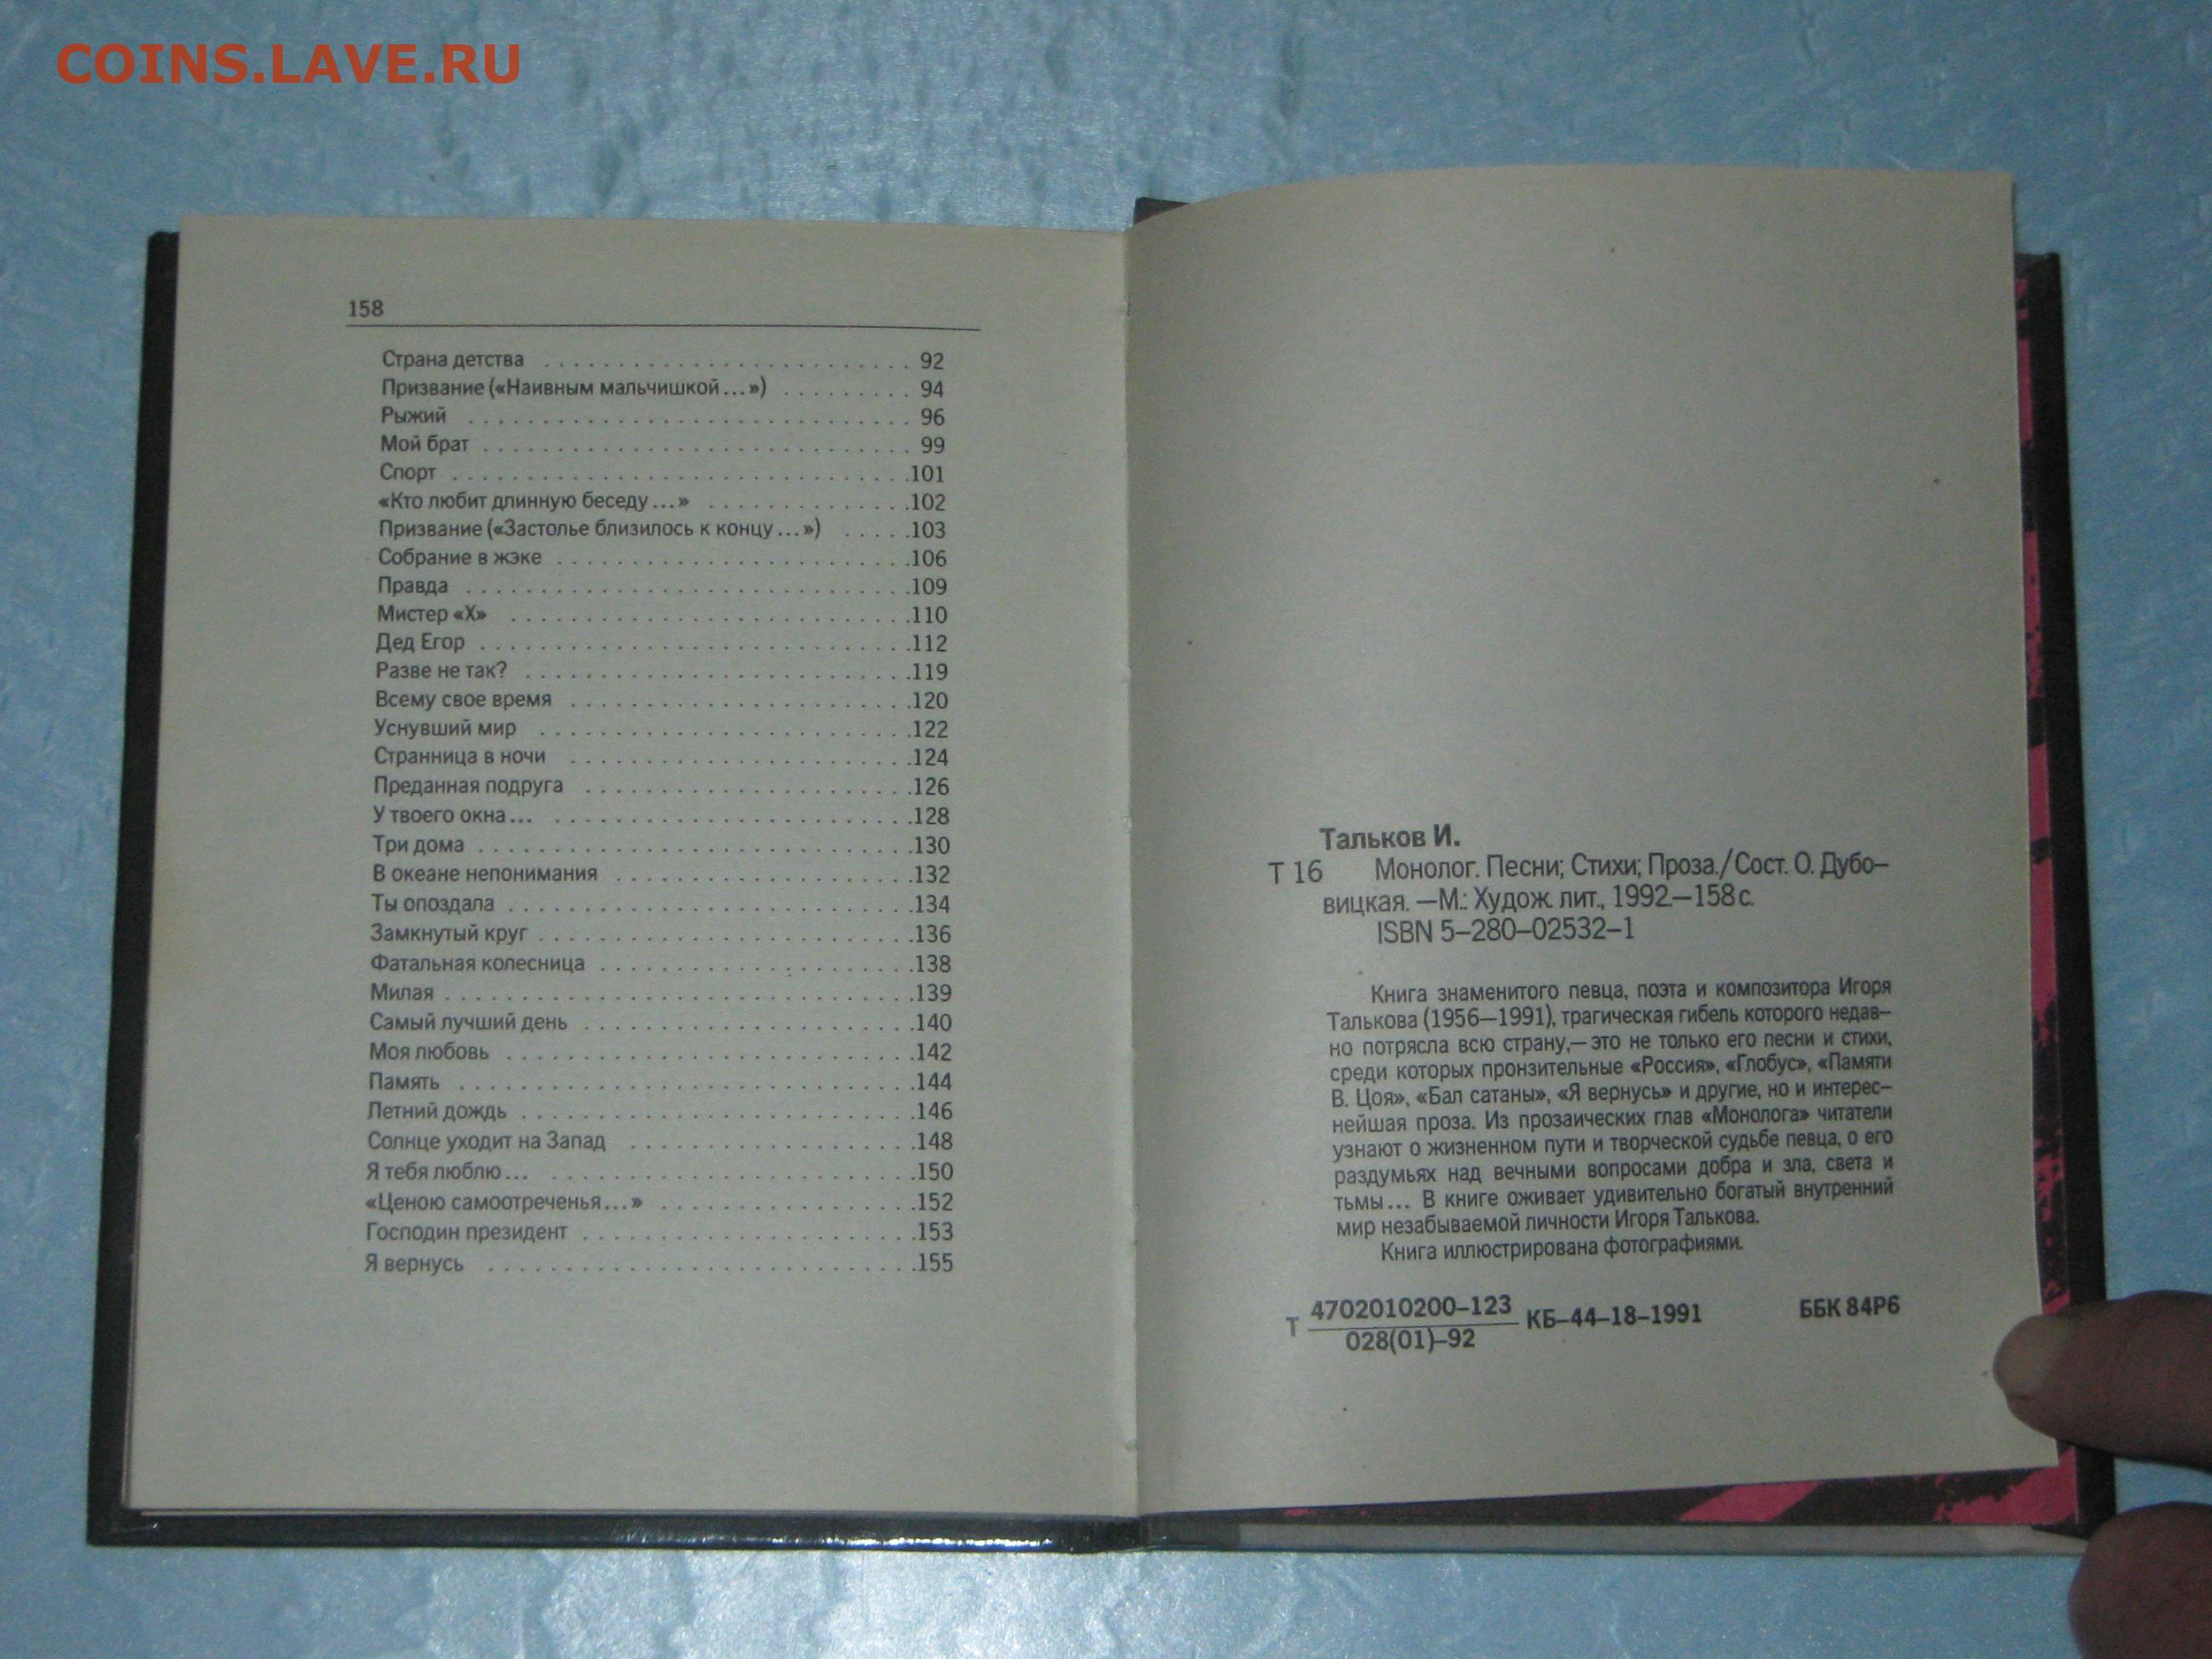 COINS.LAVE.RU
158
Страна детства . . . . . . . . . . . . . . . . . . . . . . . . . 92
Призвание («Наивным мальчишкой...») . . . . . . . . . 94
Рыжий . . . . . . . . . . . . . . . . . . . . . . . . . . . . . . 96
Мой брат . . . . . . . . . . . . . . . . . . . . . . . . . . . . . 99
Спорт . . . . . . . . . . . . . . . . . . . . . . . . . . . . . . .101
«Кто любит длинную беседу...» . . . . . . . . . . . . . .102
Призвание («Застолье близилось к концу...») . . . . .103
Собрание в жэке . . . . . . . . . . . . . . . . . . . . . . . .106
Правда . . . . . . . . . . . . . . . . . . . . . . . . . . . . . .109
Мистер «Х» . . . . . . . . . . . . . . . . . . . . . . . . . . .110
Дед Егор . . . . . . . . . . . . . . . . . . . . . . . . . . . . .112
Разве не так? . . . . . . . . . . . . . . . . . . . . . . . . . .119
Всему свое время . . . . . . . . . . . . . . . . . . . . . . .120
Уснувший мир . . . . . . . . . . . . . . . . . . . . . . . . .122
Странница в ночи . . . . . . . . . . . . . . . . . . . . . . .124
Преданная подруга . . . . . . . . . . . . . . . . . . . . . .126
У твоего окна... . . . . . . . . . . . . . . . . . . . . . . . .128
Три дома . . . . . . . . . . . . . . . . . . . . . . . . . . . . .130
В океане непонимания . . . . . . . . . . . . . . . . . . . .132
Ты опоздала . . . . . . . . . . . . . . . . . . . . . . . . . . .134
Замкнутый круг . . . . . . . . . . . . . . . . . . . . . . . . .136
Фатальная колесница . . . . . . . . . . . . . . . . . . . . .138
Милая . . . . . . . . . . . . . . . . . . . . . . . . . . . . . . .139
Самый лучший день . . . . . . . . . . . . . . . . . . . . . .140
Моя любовь . . . . . . . . . . . . . . . . . . . . . . . . . . .142
Память . . . . . . . . . . . . . . . . . . . . . . . . . . . . . .144
Летний дождь . . . . . . . . . . . . . . . . . . . . . . . . . .146
Солнце уходит на Запад . . . . . . . . . . . . . . . . . . .148
Я тебя люблю... . . . . . . . . . . . . . . . . . . . . . . . .150
«Ценою самоотреченья...» . . . . . . . . . . . . . . . . .152
Господин президент . . . . . . . . . . . . . . . . . . . . . .153
Я вернусь . . . . . . . . . . . . . . . . . . . . . . . . . . . .155
Тальков И.
Т 16 Монолог. Песни; Стихи; Проза./Сост. О. Дубо-
вицкая. —М.: Худож. лит., 1992.—158 с.
ISBN 5-280-02532-1
Книга знаменитого певца, поэта и композитора Игоря
Талькова (1956—1991), трагическая гибель которого недав-
но потрясла всю страну,— это не только его песни и стихи,
среди которых пронзительные «Россия», «Глобус», «Памяти
В. Цоя», «Бал сатаны», «Я вернусь» и другие, но и интерес-
нейшая проза. Из прозаических глав «Монолога» читатели
узнают о жизненном пути и творческой судьбе певца, о его
раздумьях над вечными вопросами добра и зла, света и
тьмы... В книге оживает удивительно богатый внутренний
мир незабываемой личности Игоря Талькова.
Книга иллюстрирована фотографиями.
Т 4702010200-123 КБ-44-18-1991 ББК 84Р6
028(01)-92